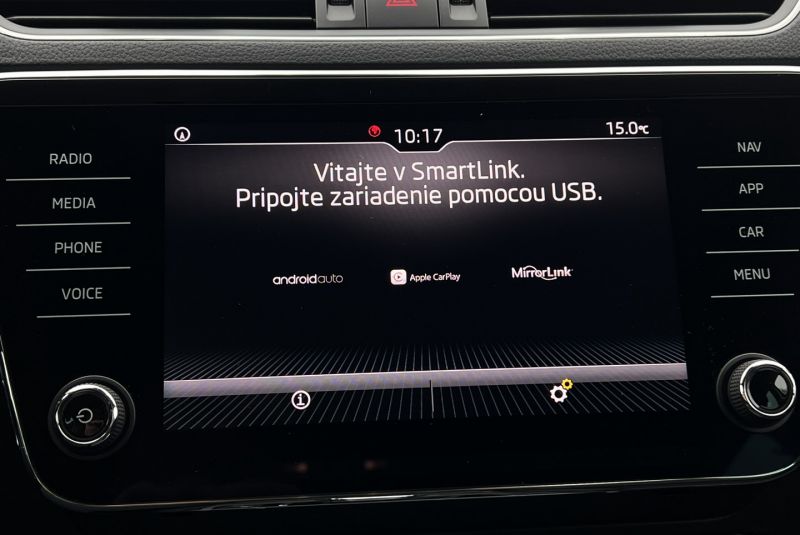 10:17
15.0°C
RADIO
MEDIA
PHONE
VOICE
Vitajte v SmartLink.
Pripojte zariadenie pomocou USB.
androidauto
Apple CarPlay
MirrorLink
NAV
APP
CAR
MENU